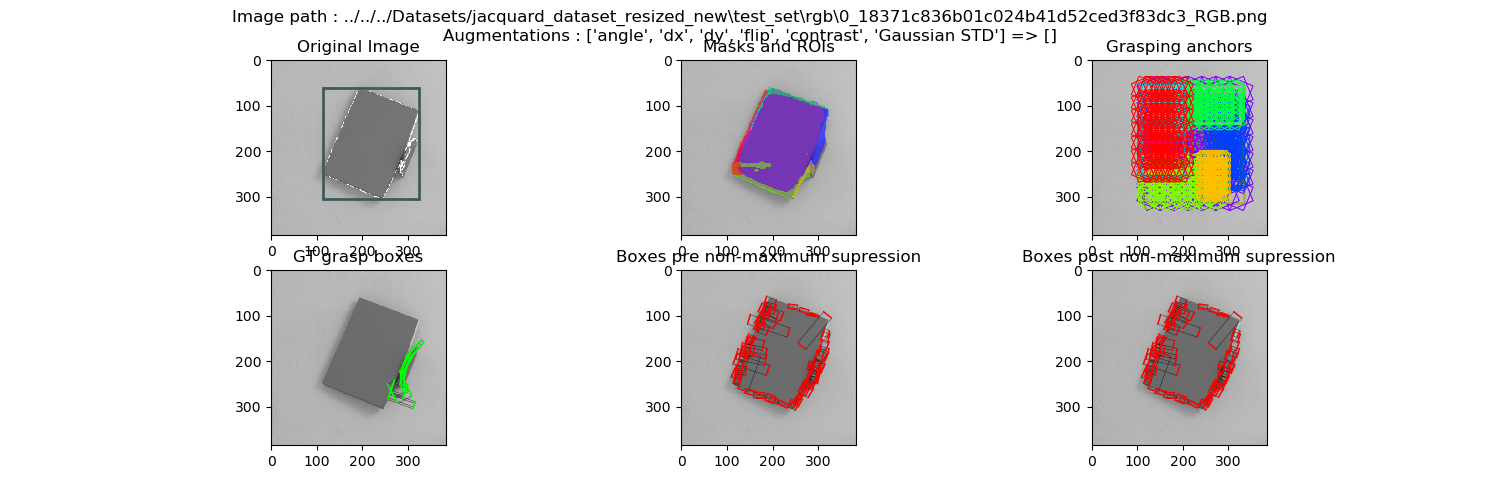 Image path : ../../../Datasets/jacquard_dataset_resized_new\test_set\rgb\0_18371c836b01c024b41d52ced3f83dc3_RGB.png
Augmentations : ['angle', 'dx', 'dy', 'flip', 'contrast', 'Gaussian STD'] => []
Original Image
Masks and ROIs
Grasping anchors
0
100
200
300
0 100 200 300
0
100
200
300
0 100 200 300
0
100
200
300
0 100 200 300
GT grasp boxes
Boxes pre non-maximum supression
Boxes post non-maximum supression
0
100
200
300
0 100 200 300
0
100
200
300
0 100 200 300
0
100
200
300
0 100 200 300